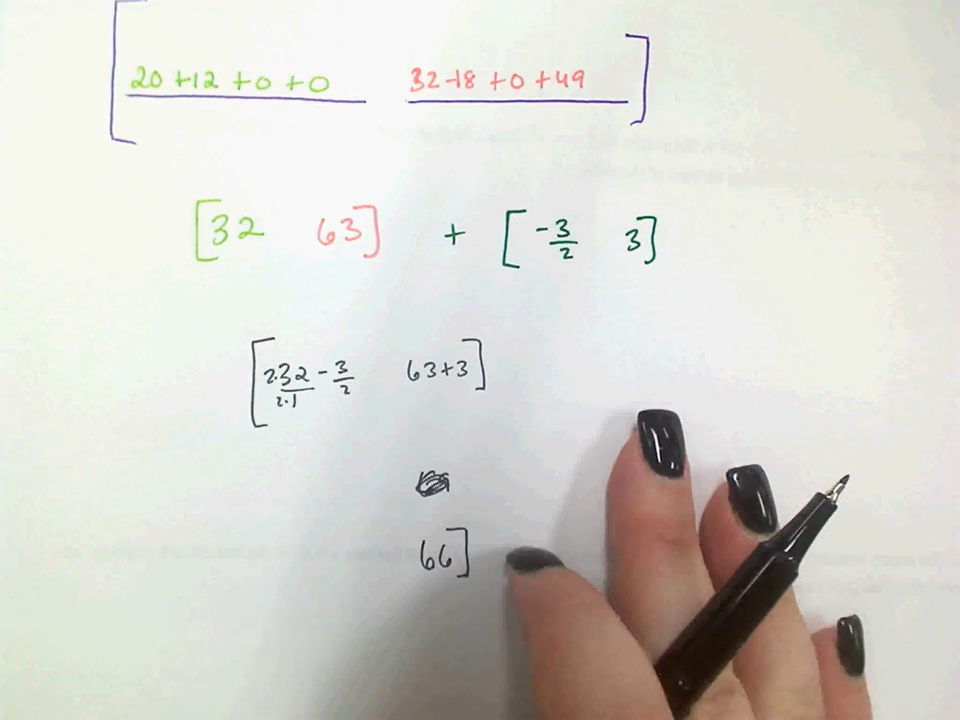 [20 + 12 + 0 + 0   32 - 18 + 0 + 49]
[32   63] + [-3/2   3]
[2·32/2·1 - 3/2   63 + 3]
66]